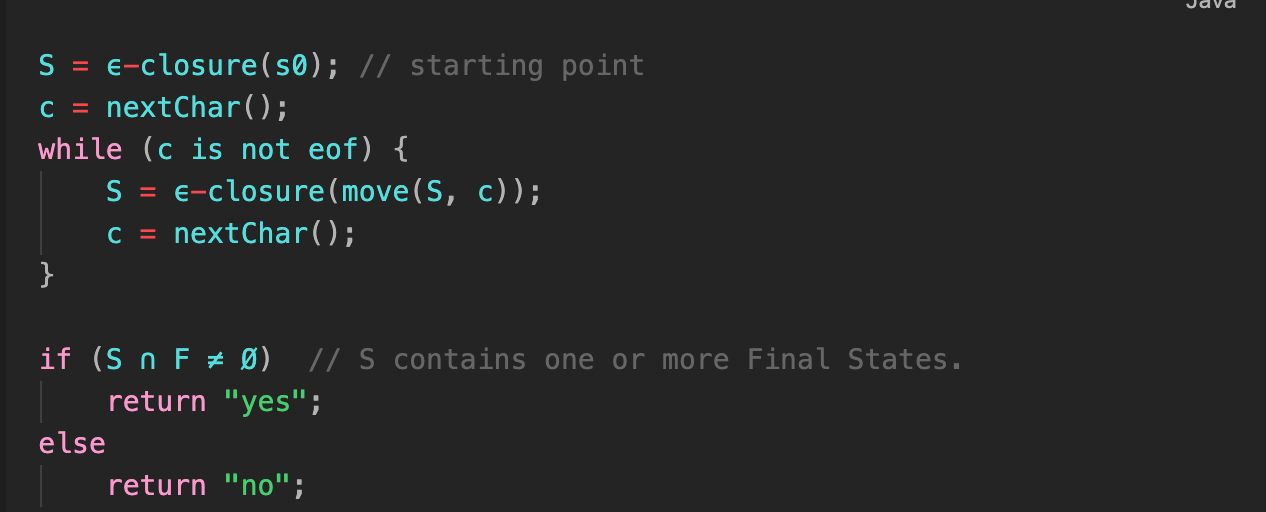 Java
S = ϵ-closure(s0); // starting point
c = nextChar();
while (c is not eof) {
    S = ϵ-closure(move(S, c));
    c = nextChar();
}
if (S ∩ F ≠ Ø)  // S contains one or more Final States.
    return "yes";
else
    return "no";